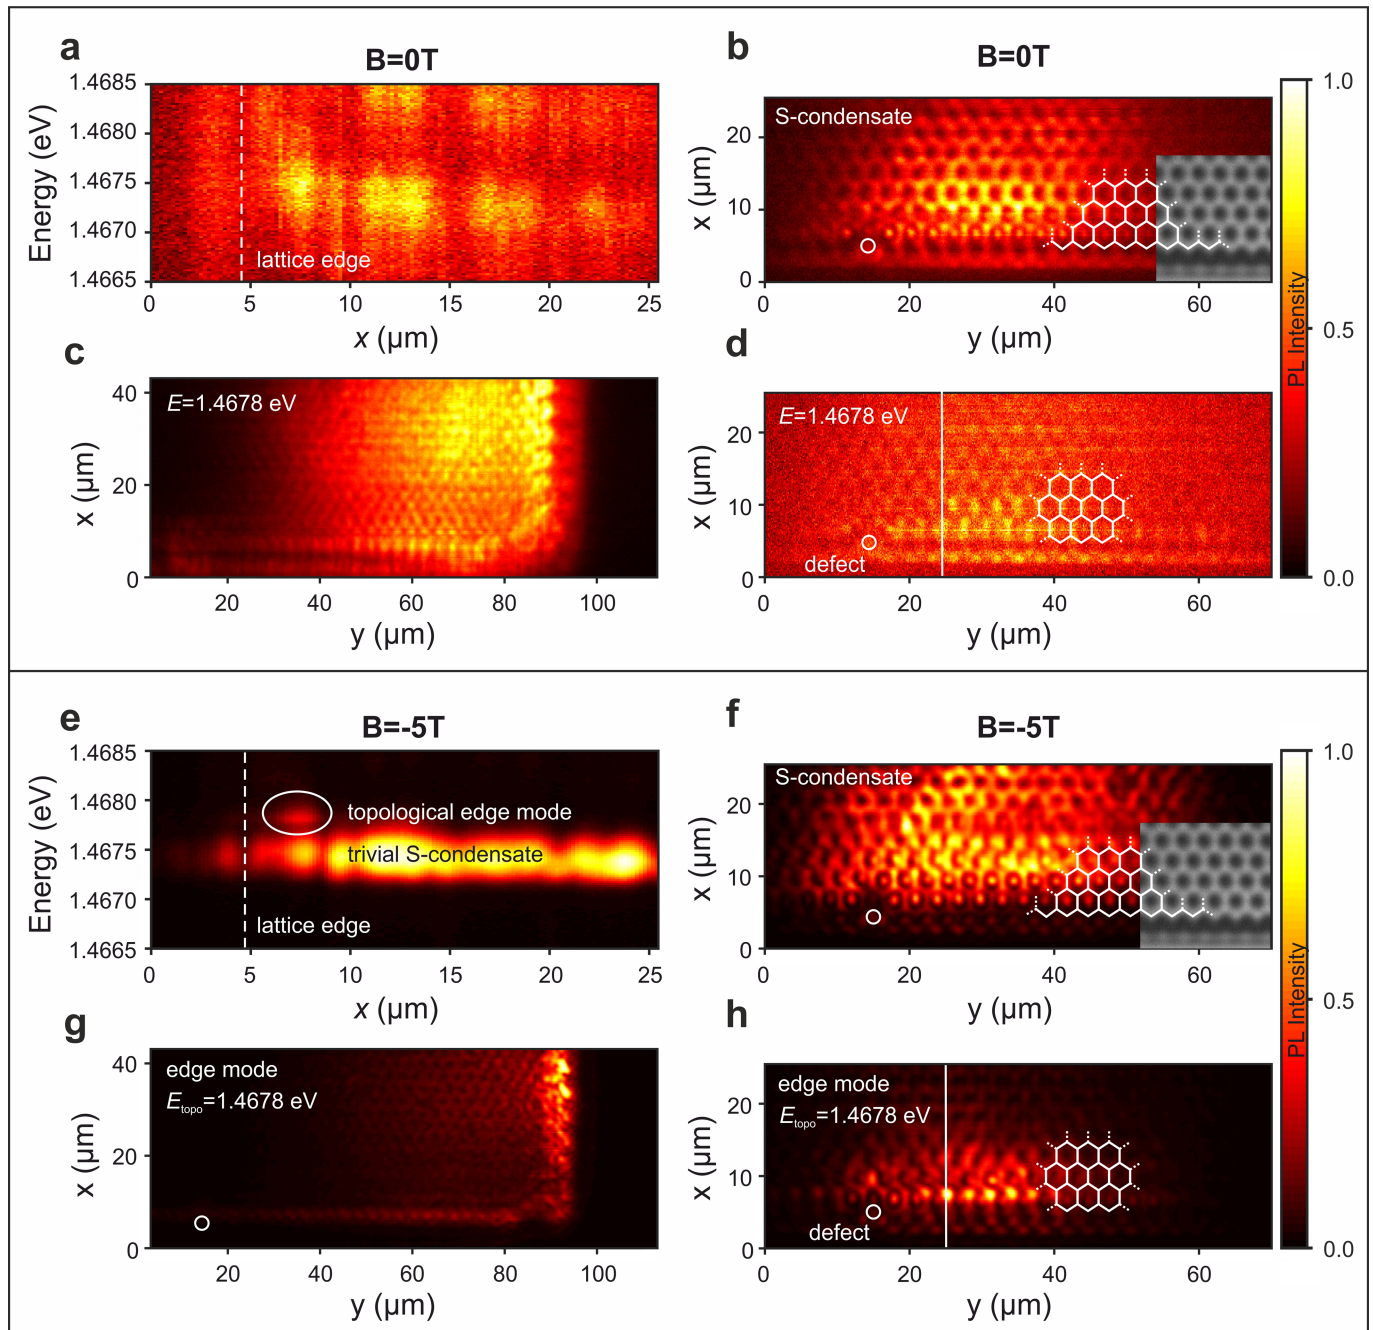 a
B=0T
Energy (eV)
1.4685
1.4680
1.4675
1.4670
1.4665
lattice edge
0
5
10
15
20
25
x (µm)
b
B=0T
S-condensate
x (µm)
20
10
0
0
20
40
60
y (µm)
1.0
0.5
0.0
PL Intensity
c
E=1.4678 eV
x (µm)
40
20
0
20
40
60
80
100
y (µm)
d
E=1.4678 eV
x (µm)
20
10
0
defect
0
20
40
60
y (µm)
e
B=-5T
Energy (eV)
1.4685
1.4680
1.4675
1.4670
1.4665
topological edge mode
trivial S-condensate
lattice edge
0
5
10
15
20
25
x (µm)
f
B=-5T
S-condensate
x (µm)
20
10
0
0
20
40
60
y (µm)
1.0
0.5
0.0
PL Intensity
g
edge mode
Etopo=1.4678 eV
x (µm)
40
20
0
20
40
60
80
100
y (µm)
h
edge mode
Etopo=1.4678 eV
x (µm)
20
10
0
defect
0
20
40
60
y (µm)